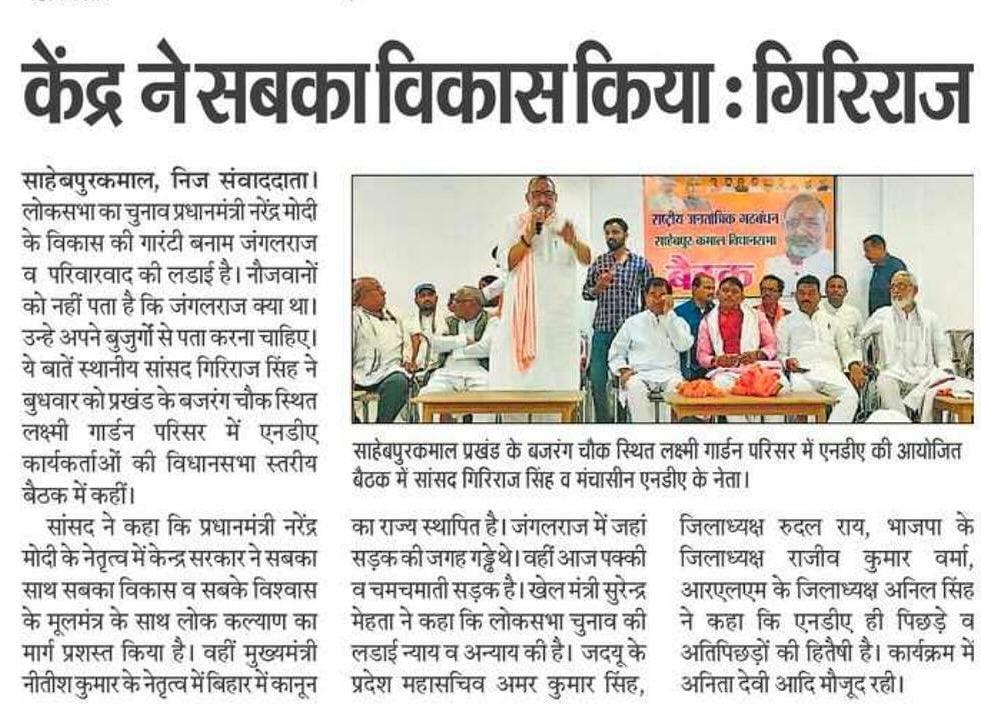 केंद्र ने सबका विकास किया : गिरिराज
साहेबपुरकमाल, निज संवाददाता।
लोकसभा का चुनाव प्रधानमंत्री नरेंद्र मोदी
के विकास की गारंटी बनाम जंगलराज
व परिवारवाद की लडाई है। नौजवानों
को नहीं पता है कि जंगलराज क्या था।
उन्हे अपने बुजुर्गो से पता करना चाहिए।
ये बातें स्थानीय सांसद गिरिराज सिंह ने
बुधवार को प्रखंड के बजरंग चौक स्थित
लक्ष्मी गार्डन परिसर में एनडीए
कार्यकर्ताओं की विधानसभा स्तरीय
बैठक में कहीं।
सांसद ने कहा कि प्रधानमंत्री नरेंद्र
मोदी के नेतृत्व में केन्द्र सरकार ने सबका
साथ सबका विकास व सबके विश्वास
के मूलमंत्र के साथ लोक कल्याण का
मार्ग प्रशस्त किया है। वहीं मुख्यमंत्री
नीतीश कुमार के नेतृत्व में बिहार में कानून
राष्ट्रीय जनतांत्रिक गठबंधन
साहेबपुर कमाल विधानसभा
बैठक
साहेबपुरकमाल प्रखंड के बजरंग चौक स्थित लक्ष्मी गार्डन परिसर में एनडीए की आयोजित
बैठक में सांसद गिरिराज सिंह व मंचासीन एनडीए के नेता।
का राज्य स्थापित है। जंगलराज में जहां
सड़क की जगह गड्ढे थे। वहीं आज पक्की
व चमचमाती सड़क है। खेल मंत्री सुरेन्द्र
मेहता ने कहा कि लोकसभा चुनाव की
लडाई न्याय व अन्याय की है। जदयू के
प्रदेश महासचिव अमर कुमार सिंह,
जिलाध्यक्ष रुदल राय, भाजपा के
जिलाध्यक्ष राजीव कुमार वर्मा,
आरएलएम के जिलाध्यक्ष अनिल सिंह
ने कहा कि एनडीए ही पिछड़े व
अतिपिछड़ों की हितैषी है। कार्यक्रम में
अनिता देवी आदि मौजूद रही।